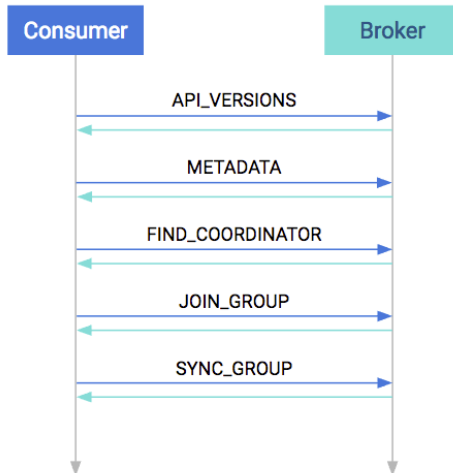 Consumer
Broker
API_VERSIONS
METADATA
FIND_COORDINATOR
JOIN_GROUP
SYNC_GROUP